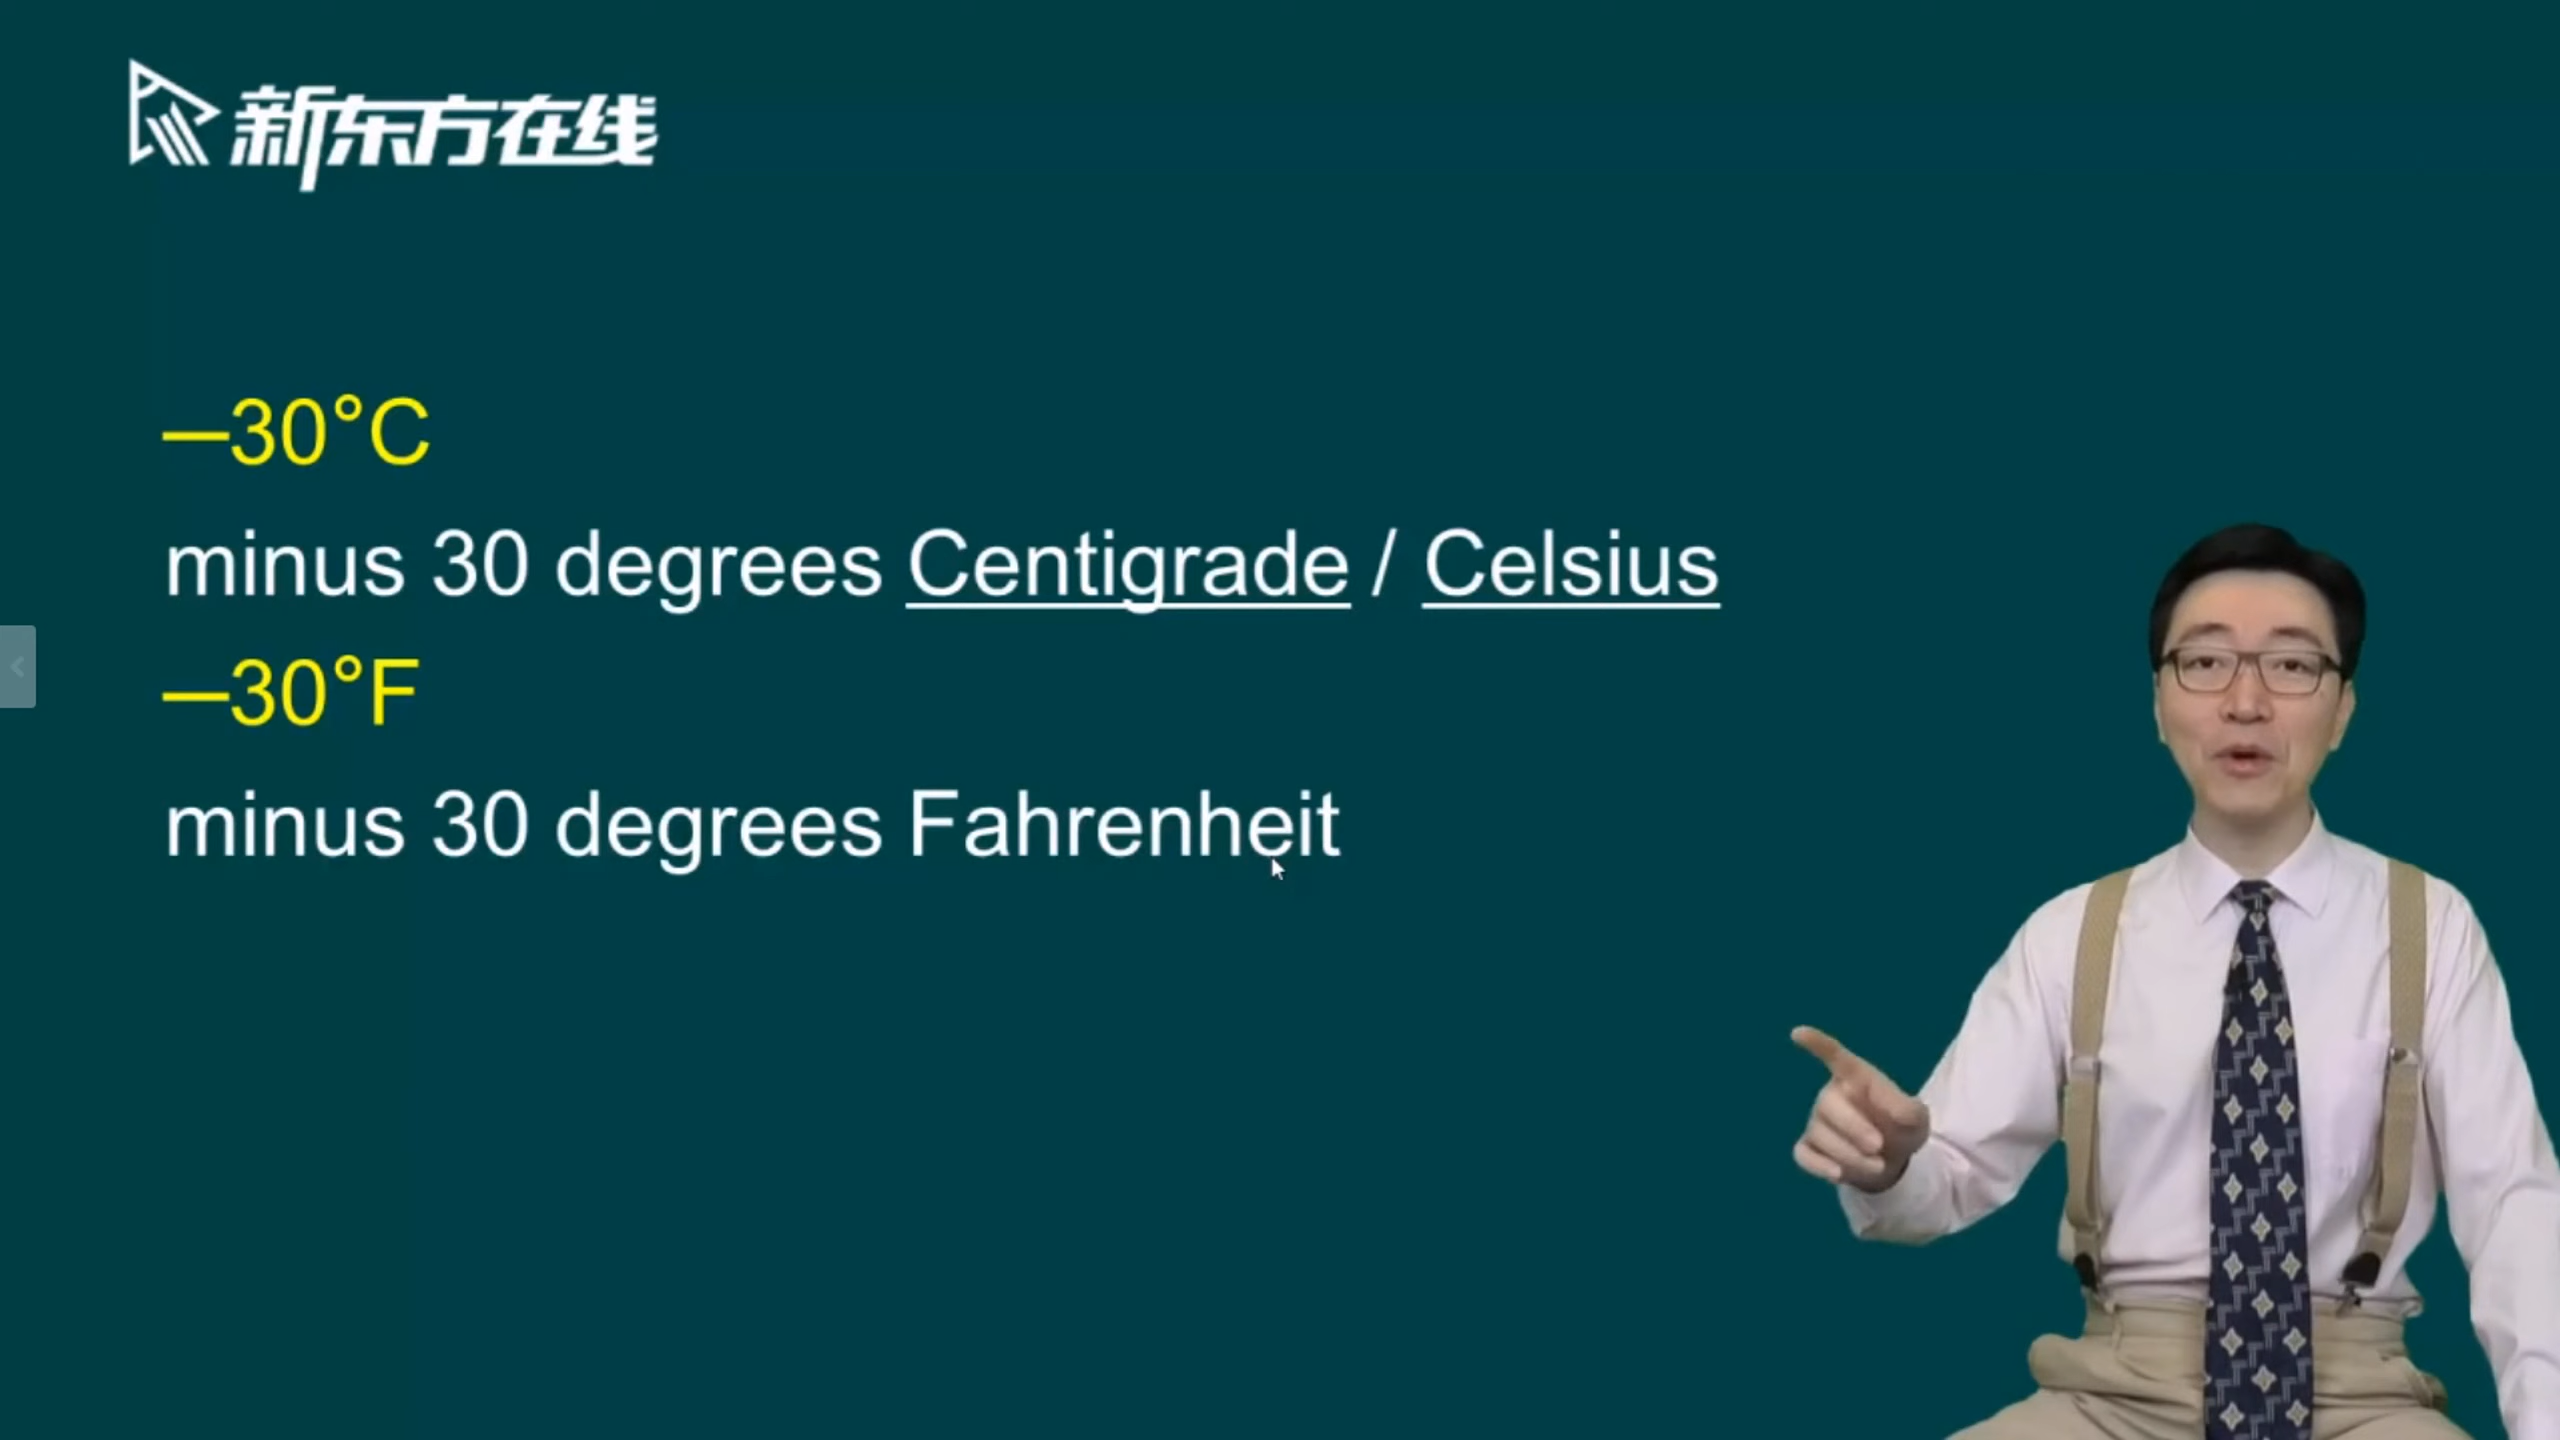 新东方在线
—30°C
minus 30 degrees Centigrade / Celsius
—30°F
minus 30 degrees Fahrenheit